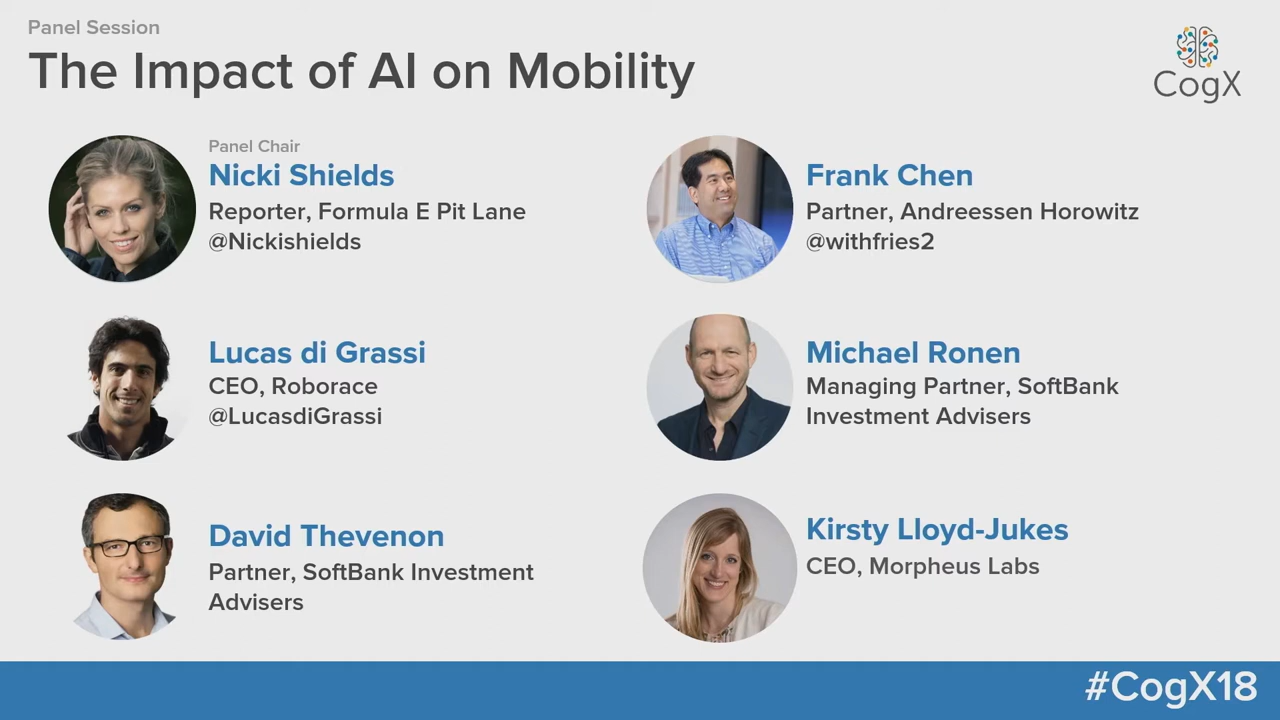 Panel Session
The Impact of AI on Mobility
CogX
Panel Chair
Nicki Shields
Reporter, Formula E Pit Lane
@Nickishields
Frank Chen
Partner, Andreessen Horowitz
@withfries2
Lucas di Grassi
CEO, Roborace
@LucasdiGrassi
Michael Ronen
Managing Partner, SoftBank
Investment Advisers
David Thevenon
Partner, SoftBank Investment
Advisers
Kirsty Lloyd-Jukes
CEO, Morpheus Labs
#CogX18